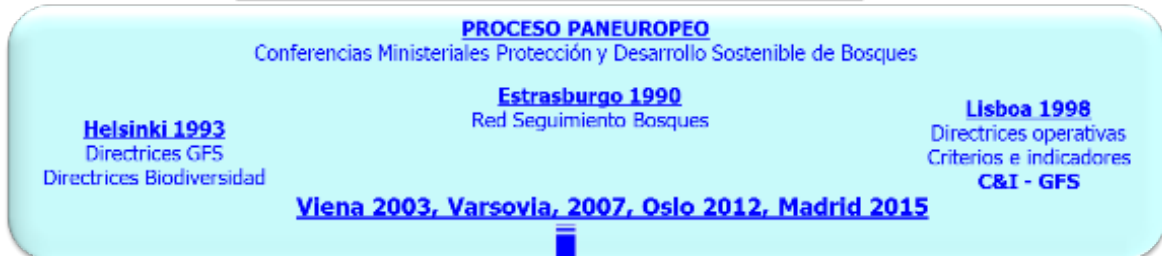 PROCESO PANEUROPEO
Conferencias Ministeriales Protección y Desarrollo Sostenible de Bosques
Estrasburgo 1990
Red Seguimiento Bosques
Helsinki 1993
Directrices GFS
Directrices Biodiversidad
Lisboa 1998
Directrices operativas
Criterios e indicadores
C&I - GFS
Viena 2003, Varsovia, 2007, Oslo 2012, Madrid 2015